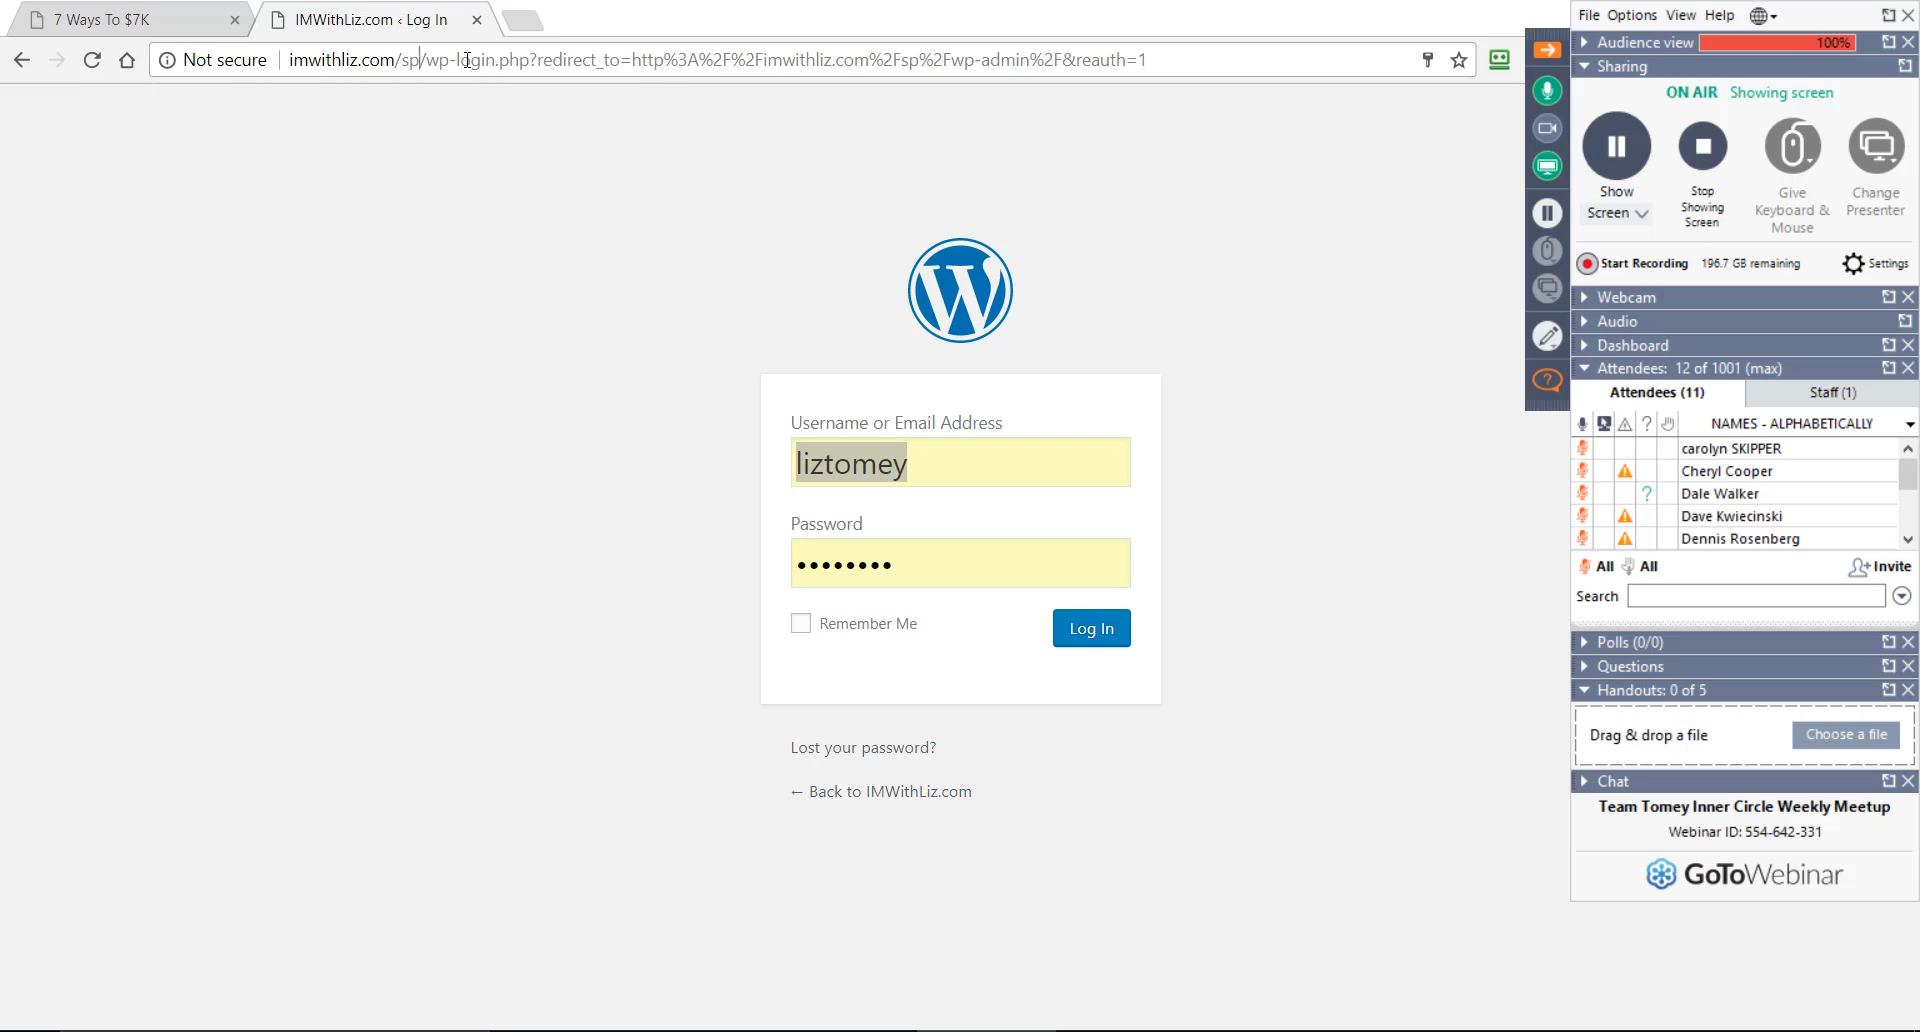 7 Ways To $7K
IMWithLiz.com ‹ Log In
Not secure
imwithliz.com/sp/wp-login.php?redirect_to=http%3A%2F%2Fimwithliz.com%2Fsp%2Fwp-admin%2F&reauth=1
Username or Email Address
liztomey
Password
••••••••
Remember Me
Log In
Lost your password?
← Back to IMWithLiz.com
File Options View Help
Audience view 100%
Sharing
ON AIR Showing screen
Show
Screen
Stop
Showing
Screen
Give
Keyboard &
Mouse
Change
Presenter
Start Recording 196.7 GB remaining
Settings
Webcam
Audio
Dashboard
Attendees: 12 of 1001 (max)
Attendees (11) Staff (1)
NAMES - ALPHABETICALLY
carolyn SKIPPER
Cheryl Cooper
Dale Walker
Dave Kwiecinski
Dennis Rosenberg
All All
Invite
Search
Polls (0/0)
Questions
Handouts: 0 of 5
Drag & drop a file
Choose a file
Chat
Team Tomey Inner Circle Weekly Meetup
Webinar ID: 554-642-331
GoToWebinar